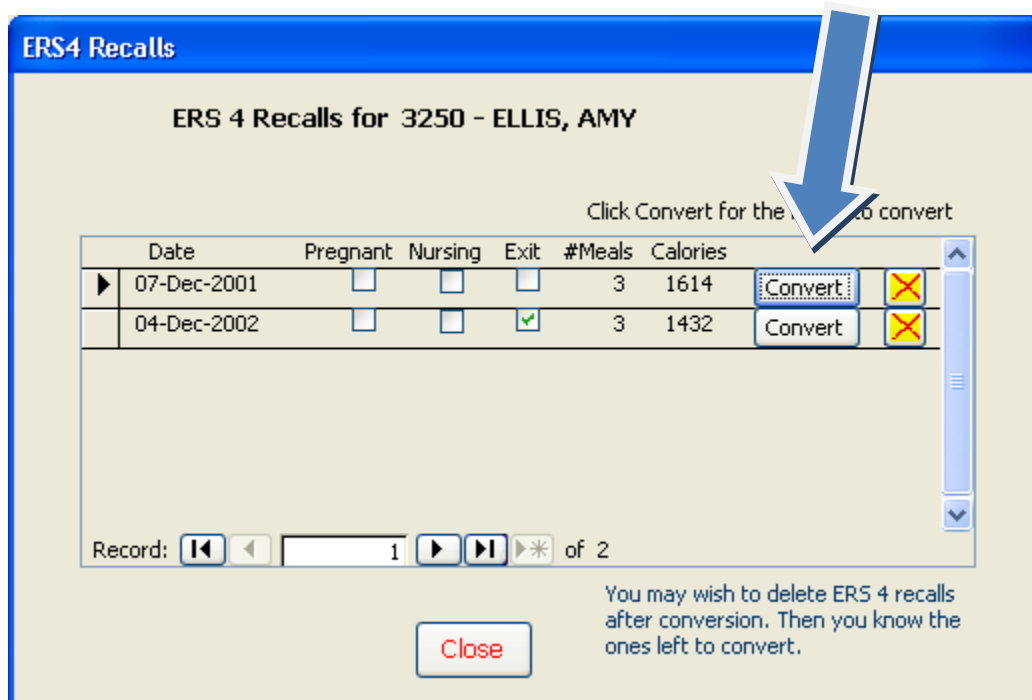 ERS4 Recalls
ERS 4 Recalls for 3250 - ELLIS, AMY
Click Convert for the to convert
Date Pregnant Nursing Exit #Meals Calories
07-Dec-2001 3 1614 Convert
04-Dec-2002 3 1432 Convert
Record: 1 of 2
You may wish to delete ERS 4 recalls
after conversion. Then you know the
ones left to convert.
Close